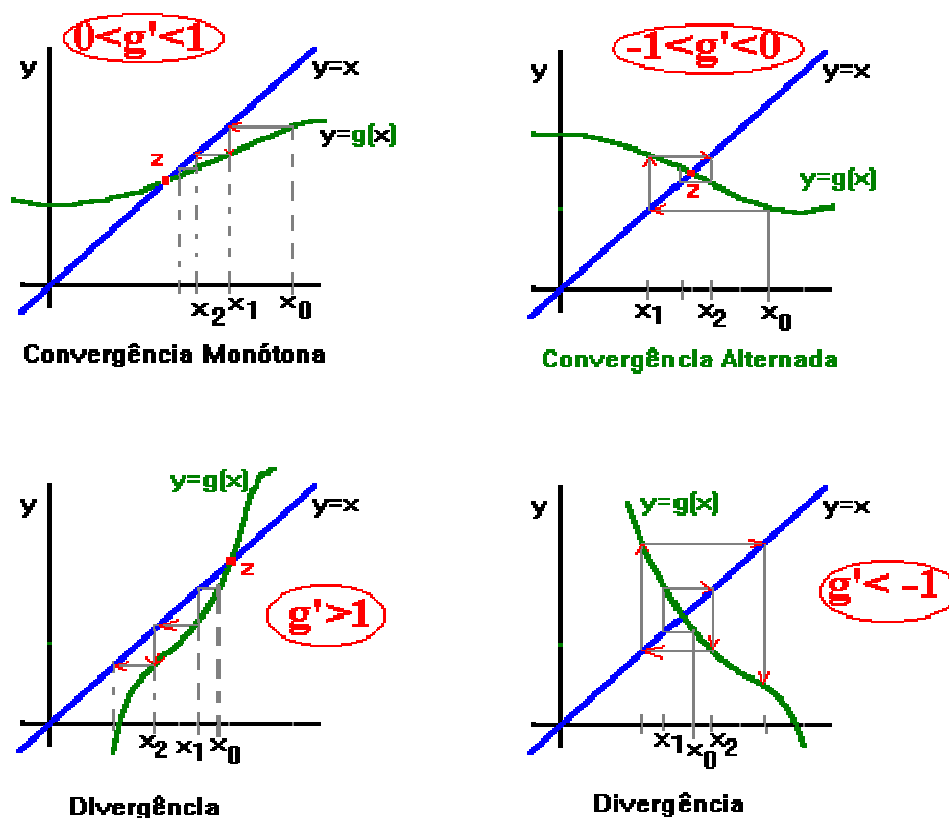 0<g'<1
y
y=x
y=g(x)
z
x2 x1 x0
Convergência Monótona
-1<g'<0
y
y=x
y=g(x)
z
x1 x2 x0
Convergência Alternada
y=g(x)
y
y=x
z
g'>1
x2 x1 x0
Divergência
y=g(x)
y
y=x
g'< -1
x1 x0 x2
Divergência